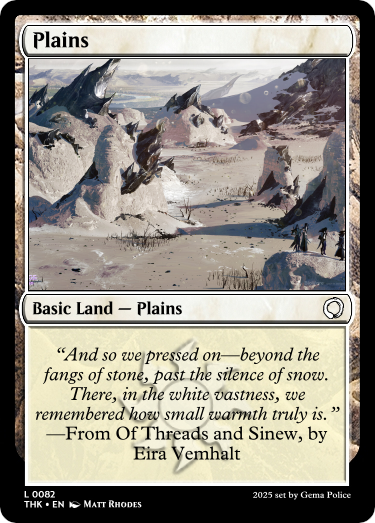 Plains
Basic Land — Plains
“And so we pressed on—beyond the
fangs of stone, past the silence of snow.
There, in the white vastness, we
remembered how small warmth truly is.”
—From Of Threads and Sinew, by
Eira Vemhalt
L 0082
THK • EN Matt Rhodes
2025 set by Gema Police